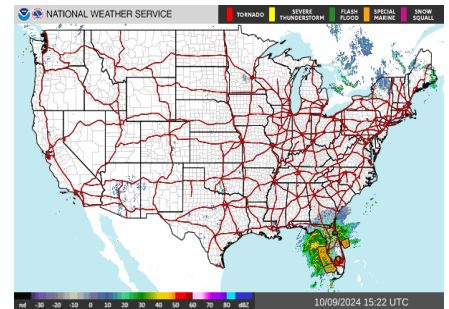 NATIONAL WEATHER SERVICE
TORNADO
SEVERE THUNDERSTORM
FLASH FLOOD
SPECIAL MARINE
SNOW SQUALL
nd -30 -20 -10 0 10 20 30 40 50 60 70 80 dBZ
10/09/2024 15:22 UTC